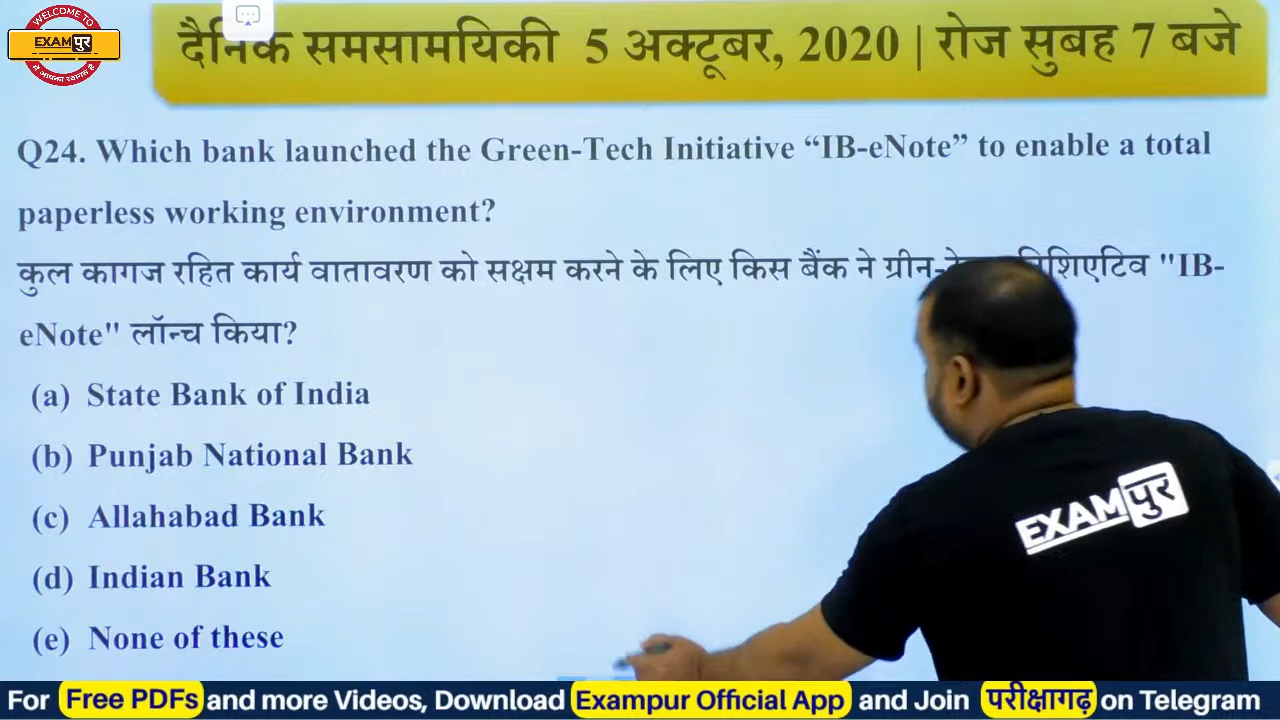 WELCOME TO
EXAMपुर
में आपका स्वागत है
दैनिक समसामयिकी 5 अक्टूबर, 2020 | रोज सुबह 7 बजे
Q24. Which bank launched the Green-Tech Initiative “IB-eNote” to enable a total
paperless working environment?
कुल कागज रहित कार्य वातावरण को सक्षम करने के लिए किस बैंक ने ग्रीन- "IB-
eNote" लॉन्च किया?
(a) State Bank of India
(b) Punjab National Bank
(c) Allahabad Bank
(d) Indian Bank
(e) None of these
EXAMपुर
For Free PDFs and more Videos, Download Exampur Official App and Join परीक्षागढ़ on Telegram